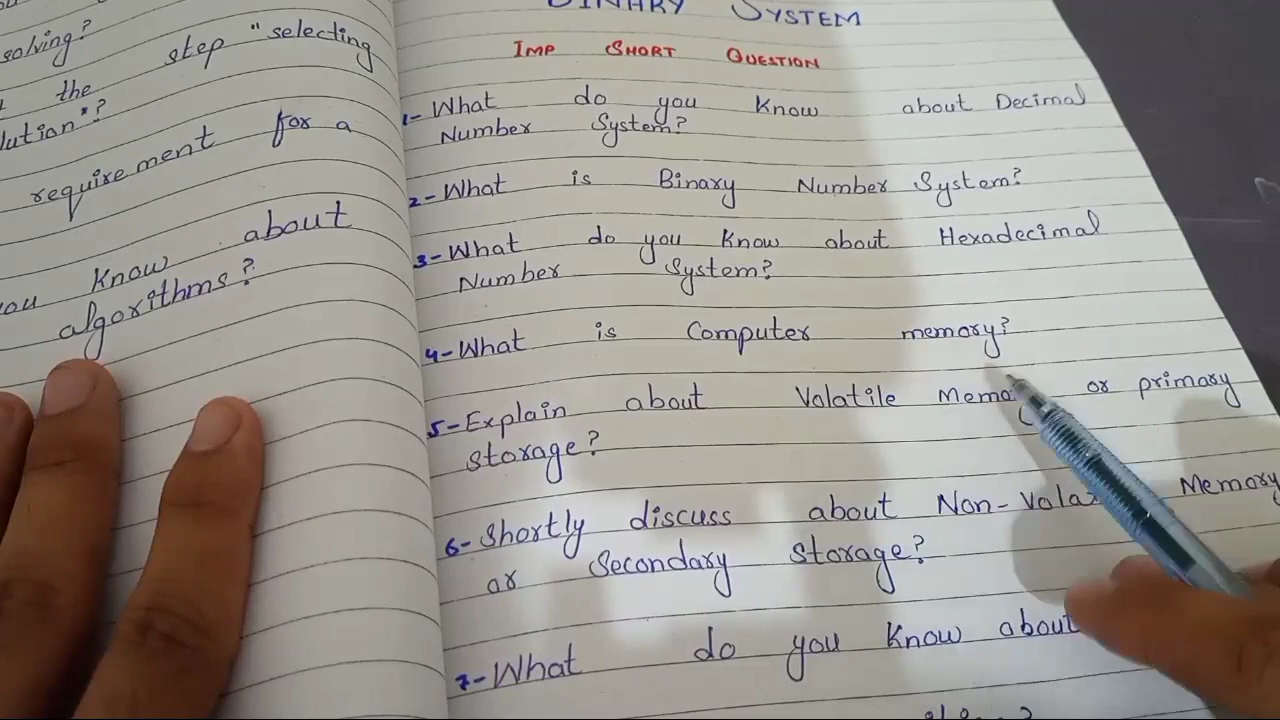 solving?
step "selecting
the
lution"?
requirement for a
Know about
algorithms?
BINARY SYSTEM
IMP SHORT QUESTION
1- What do you Know about Decimal
Number System?
2- What is Binary Number System?
3- What do you Know about Hexadecimal
Number System?
4- What is Computer memory?
5- Explain about Volatile Memo or primary
storage?
6- Shortly discuss about Non-Vola Memory
or Secondary storage?
7- What do you Know about